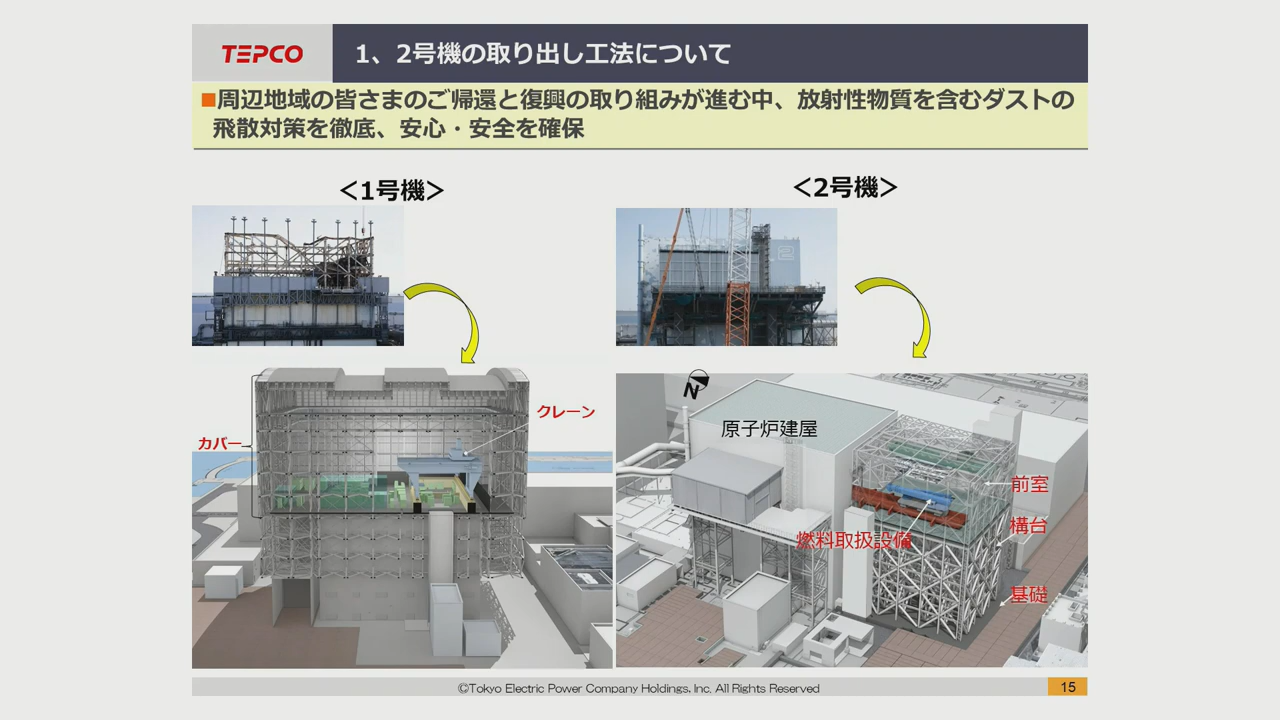 TEPCO
1、2号機の取り出し工法について
■周辺地域の皆さまのご帰還と復興の取り組みが進む中、放射性物質を含むダストの
飛散対策を徹底、安心・安全を確保
＜1号機＞
＜2号機＞
2
クレーン
カバー
N
原子炉建屋
前室
構台
燃料取扱設備
基礎
©Tokyo Electric Power Company Holdings, Inc. All Rights Reserved
15